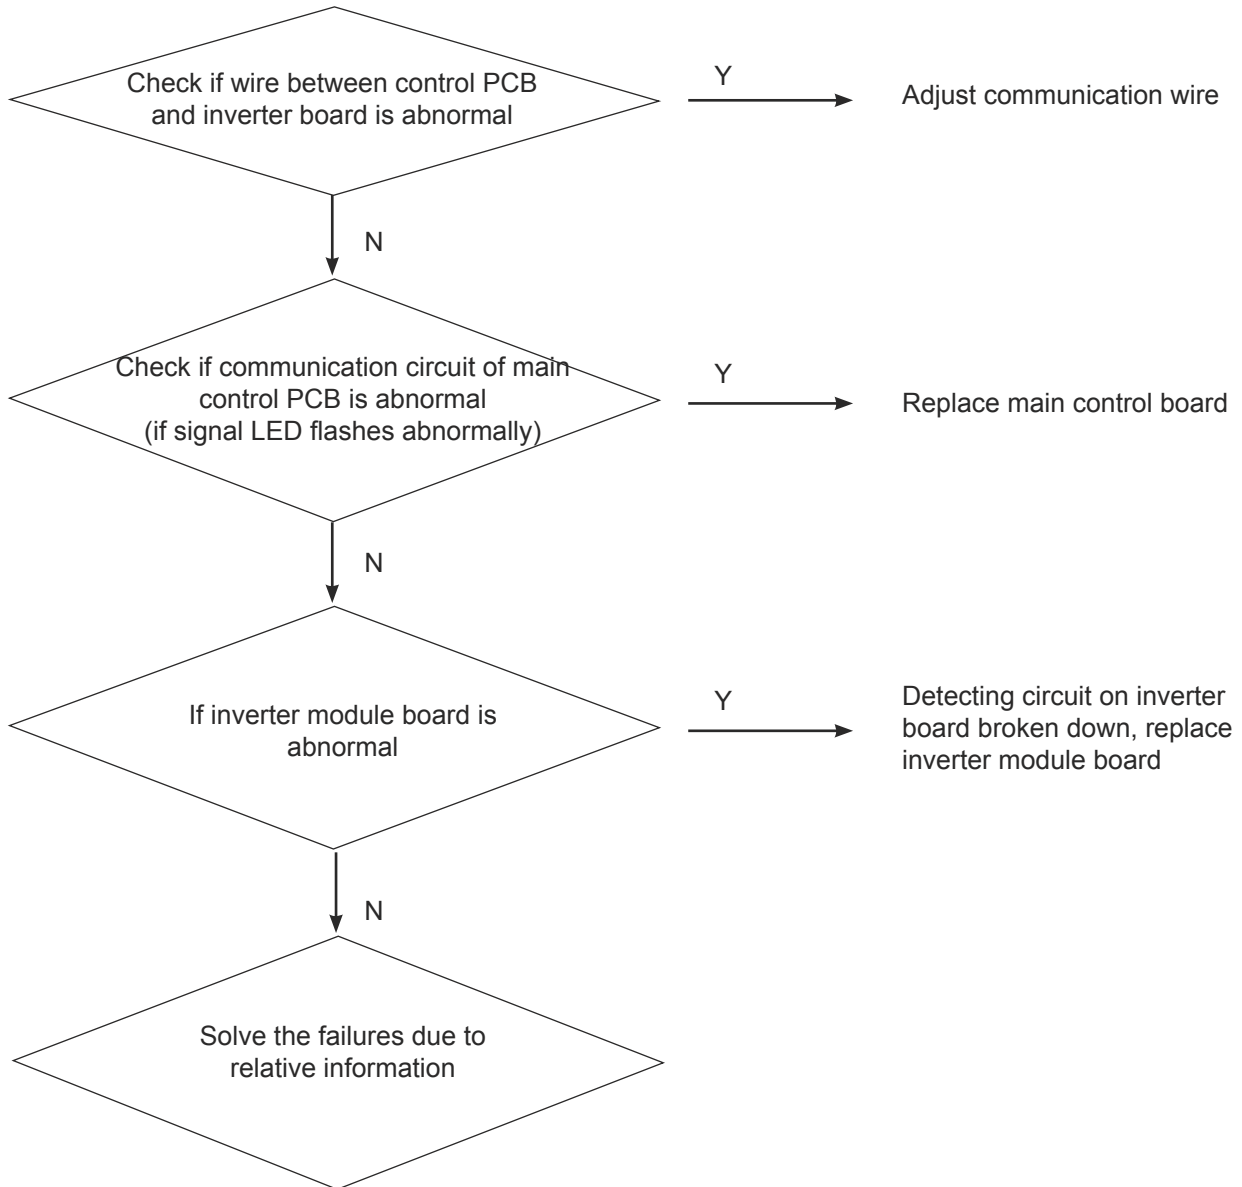 Check if wire between control PCB
and inverter board is abnormal
Y
Adjust communication wire
N
Check if communication circuit of main
control PCB is abnormal
(if signal LED flashes abnormally)
Y
Replace main control board
N
If inverter module board is
abnormal
Y
Detecting circuit on inverter
board broken down, replace
inverter module board
N
Solve the failures due to
relative information